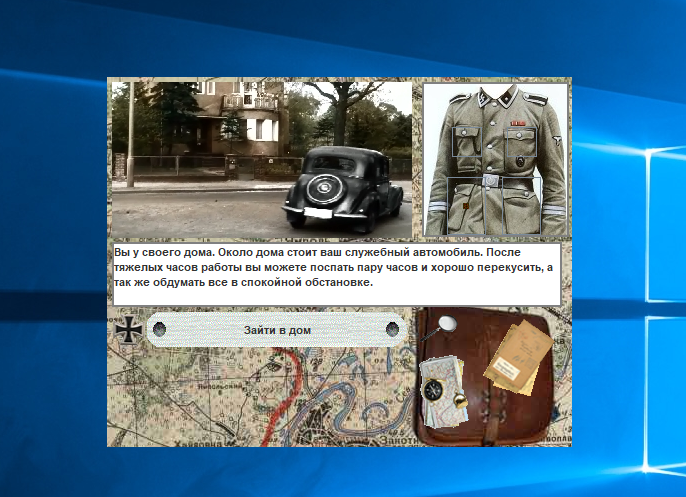 Вы у своего дома. Около дома стоит ваш служебный автомобиль. После
тяжелых часов работы вы можете поспать пару часов и хорошо перекусить, а
так же обдумать все в спокойной обстановке.
Зайти в дом
Хайловка